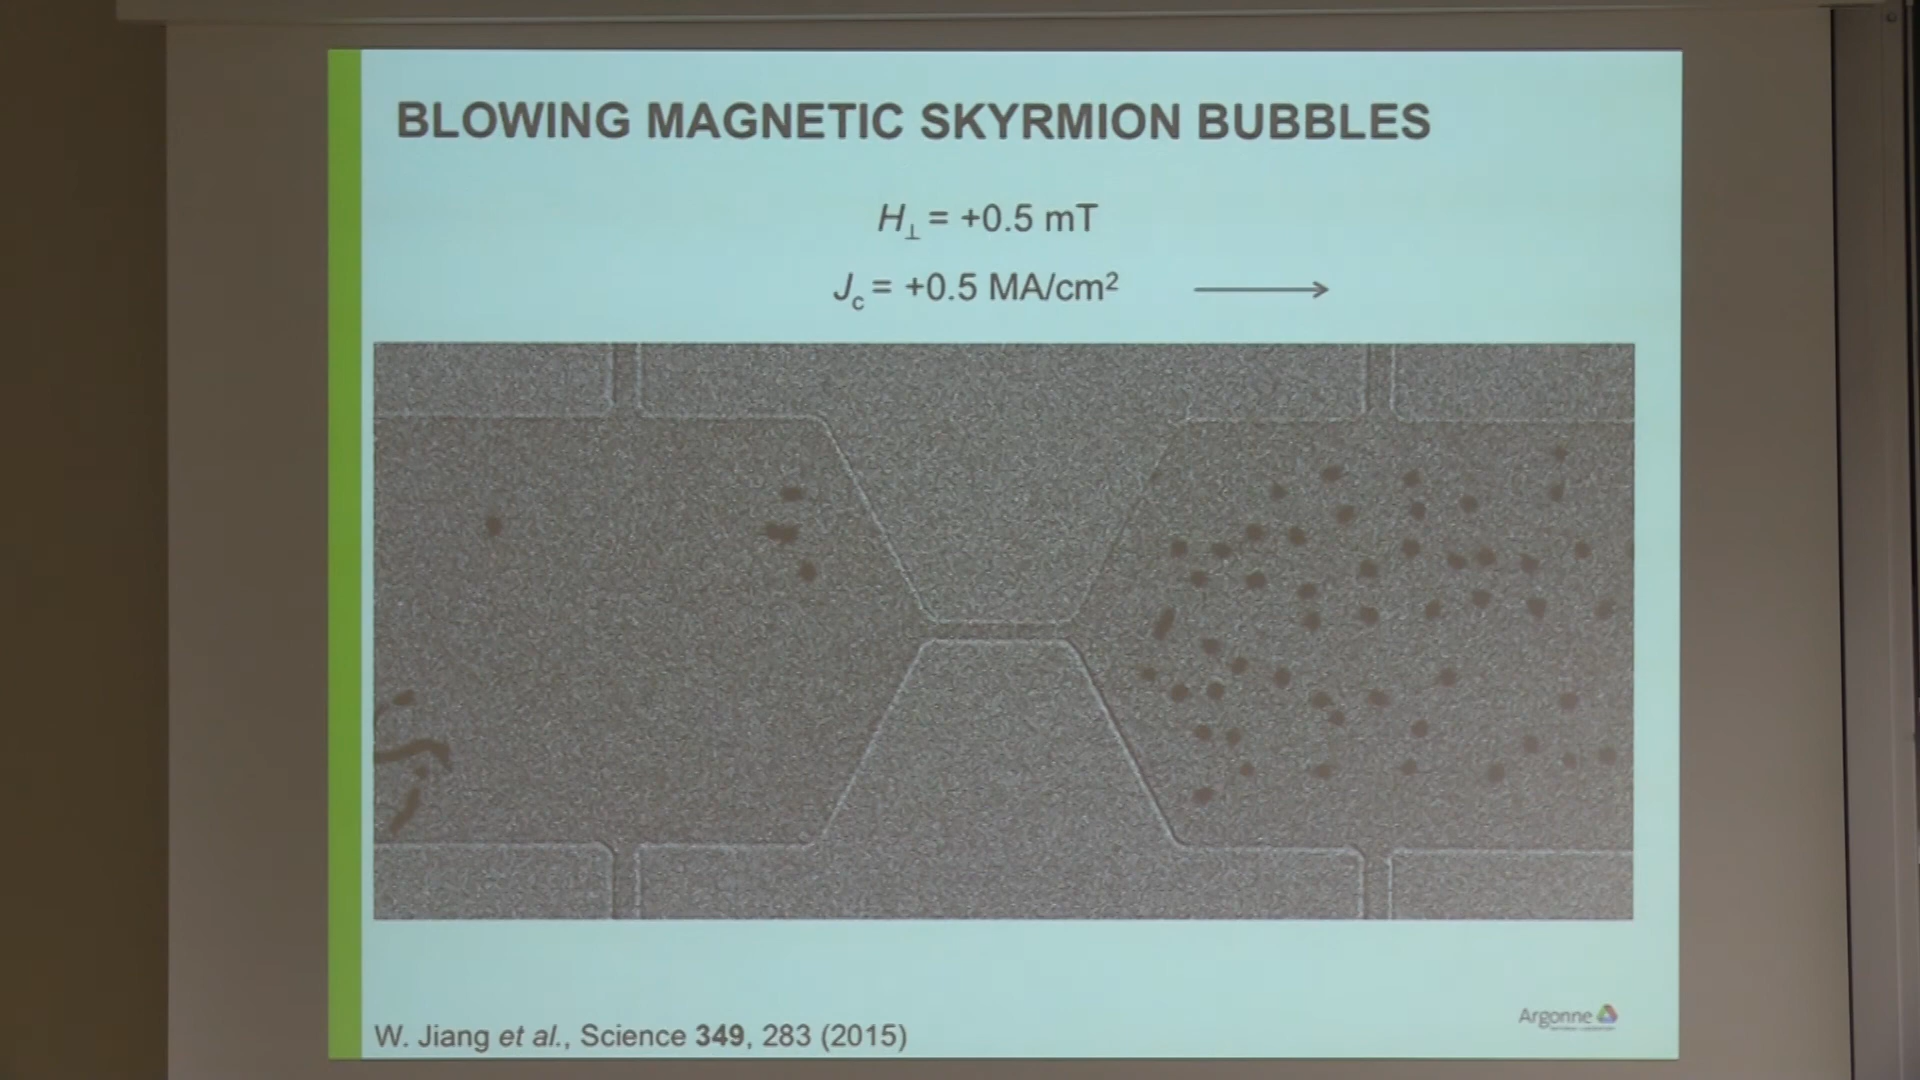 BLOWING MAGNETIC SKYRMION BUBBLES
H⊥ = +0.5 mT
Jc = +0.5 MA/cm²
Argonne
W. Jiang et al., Science 349, 283 (2015)